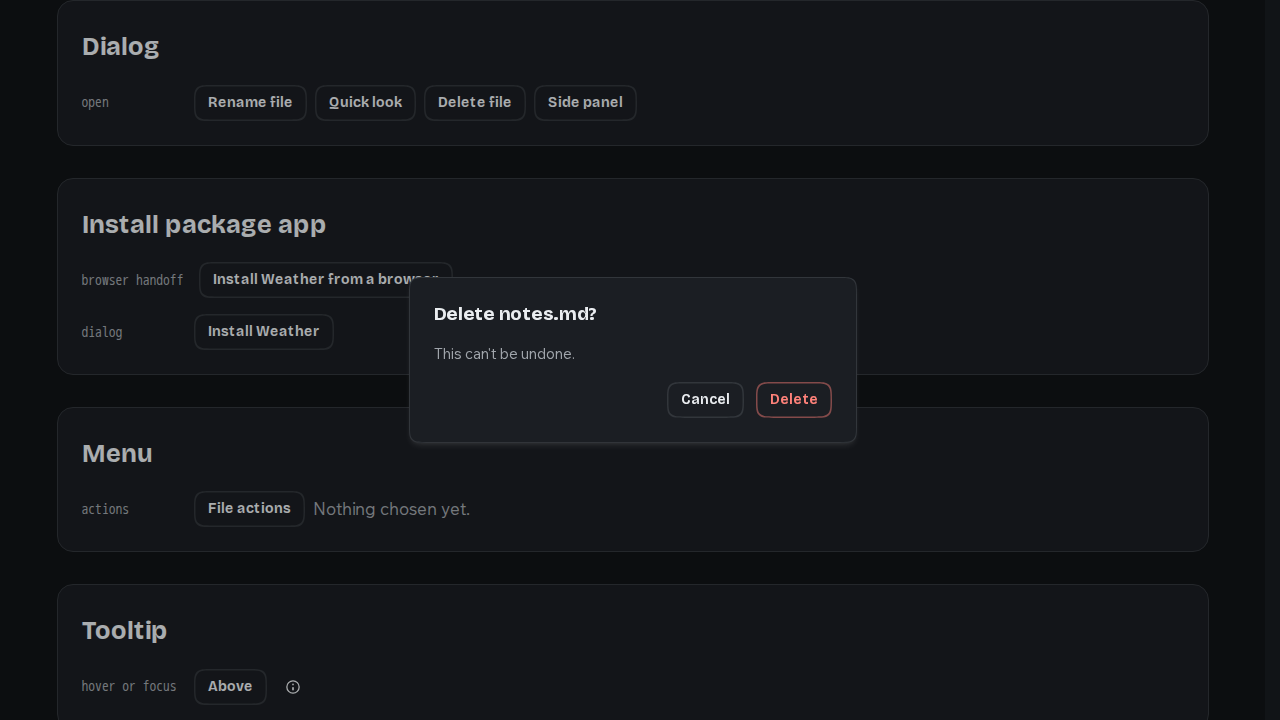 Dialog
open Rename file Quick look Delete file Side panel
Install package app
browser handoff Install Weather from a browser
dialog Install Weather
Delete notes.md?
This can't be undone.
Cancel Delete
Menu
actions File actions Nothing chosen yet.
Tooltip
hover or focus Above